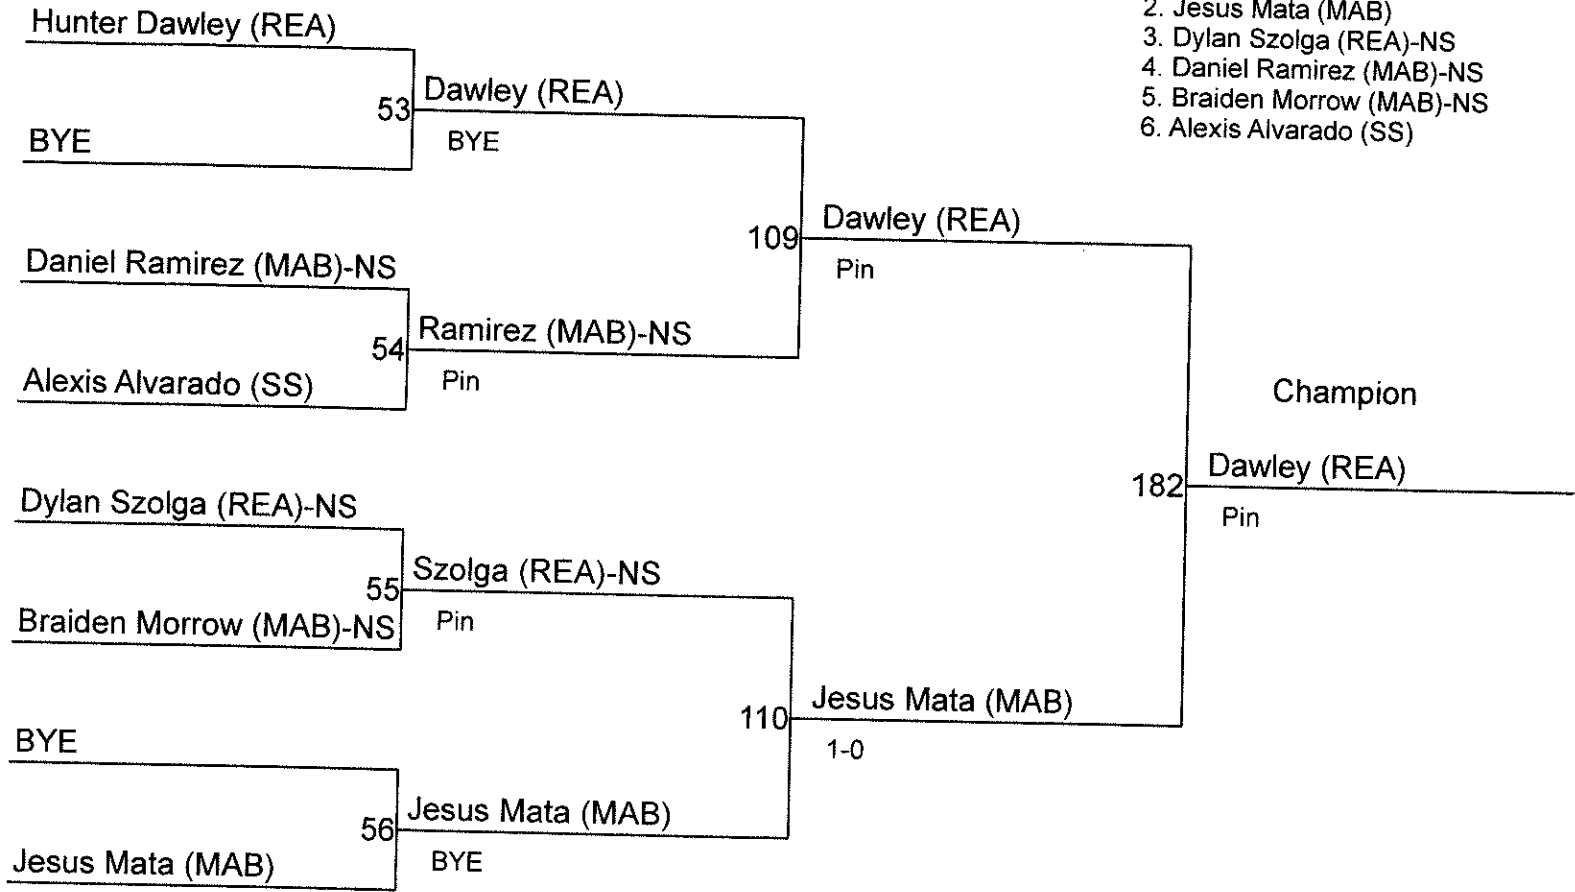 2. Jesus Mata (MAB)
3. Dylan Szolga (REA)-NS
4. Daniel Ramirez (MAB)-NS
5. Braiden Morrow (MAB)-NS
6. Alexis Alvarado (SS)
Hunter Dawley (REA)
53
Dawley (REA)
BYE
BYE
109
Dawley (REA)
Pin
Daniel Ramirez (MAB)-NS
54
Ramirez (MAB)-NS
Pin
Alexis Alvarado (SS)
Champion
182
Dawley (REA)
Pin
Dylan Szolga (REA)-NS
55
Szolga (REA)-NS
Pin
Braiden Morrow (MAB)-NS
110
Jesus Mata (MAB)
1-0
BYE
56
Jesus Mata (MAB)
BYE
Jesus Mata (MAB)